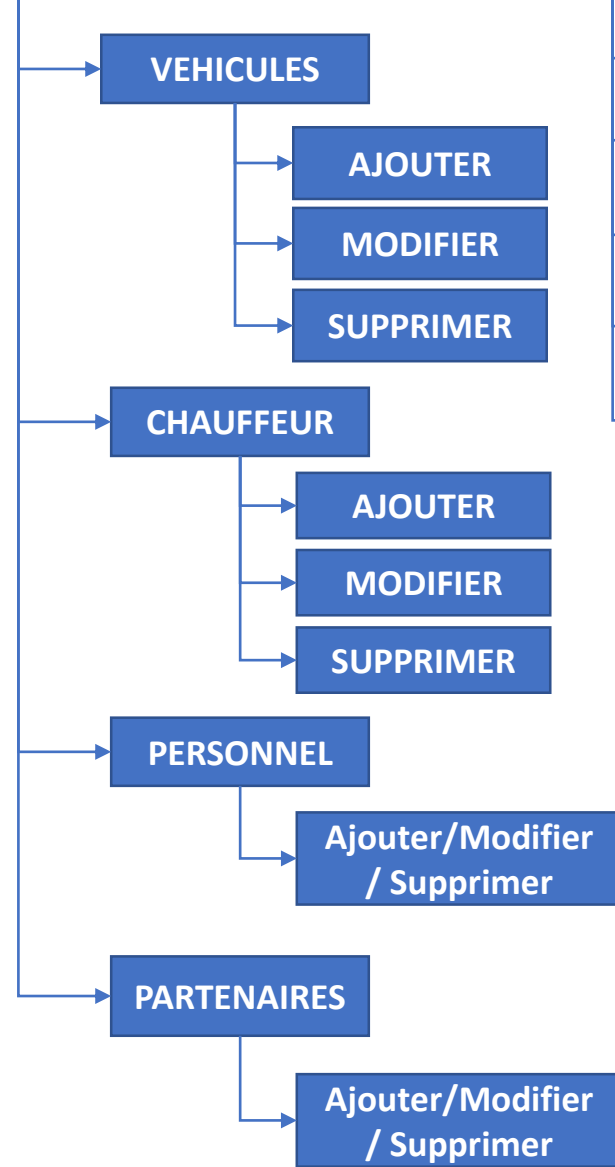 VEHICULES
AJOUTER
MODIFIER
SUPPRIMER
CHAUFFEUR
AJOUTER
MODIFIER
SUPPRIMER
PERSONNEL
Ajouter/Modifier
/ Supprimer
PARTENAIRES
Ajouter/Modifier
/ Supprimer